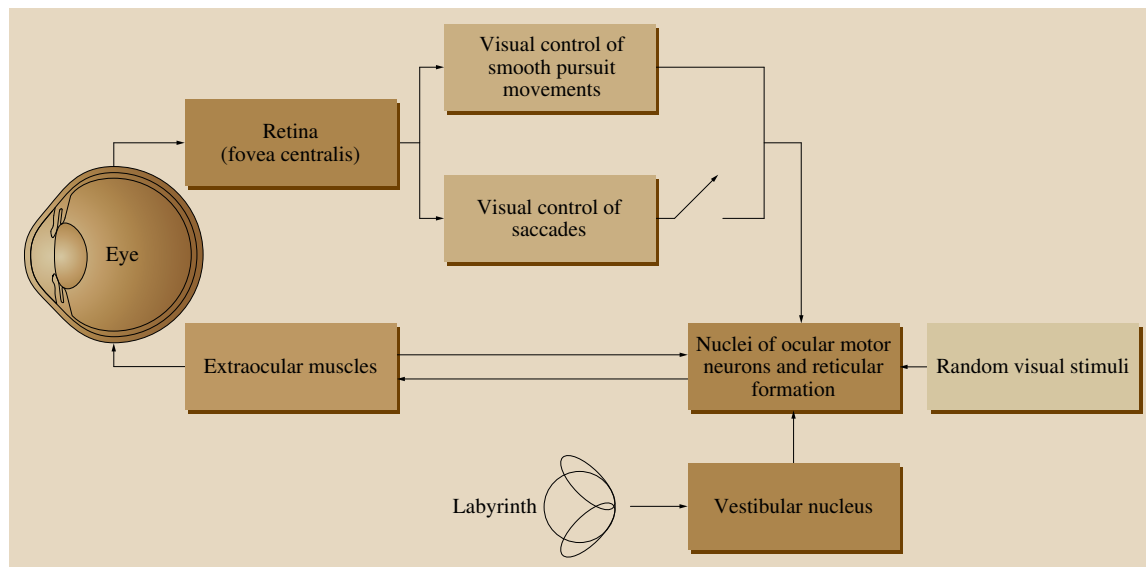 Visual control of
smooth pursuit
movements
Retina
(fovea centralis)
Visual control of
saccades
Eye
Extraocular muscles
Nuclei of ocular motor
neurons and reticular
formation
Random visual stimuli
Labyrinth
Vestibular nucleus